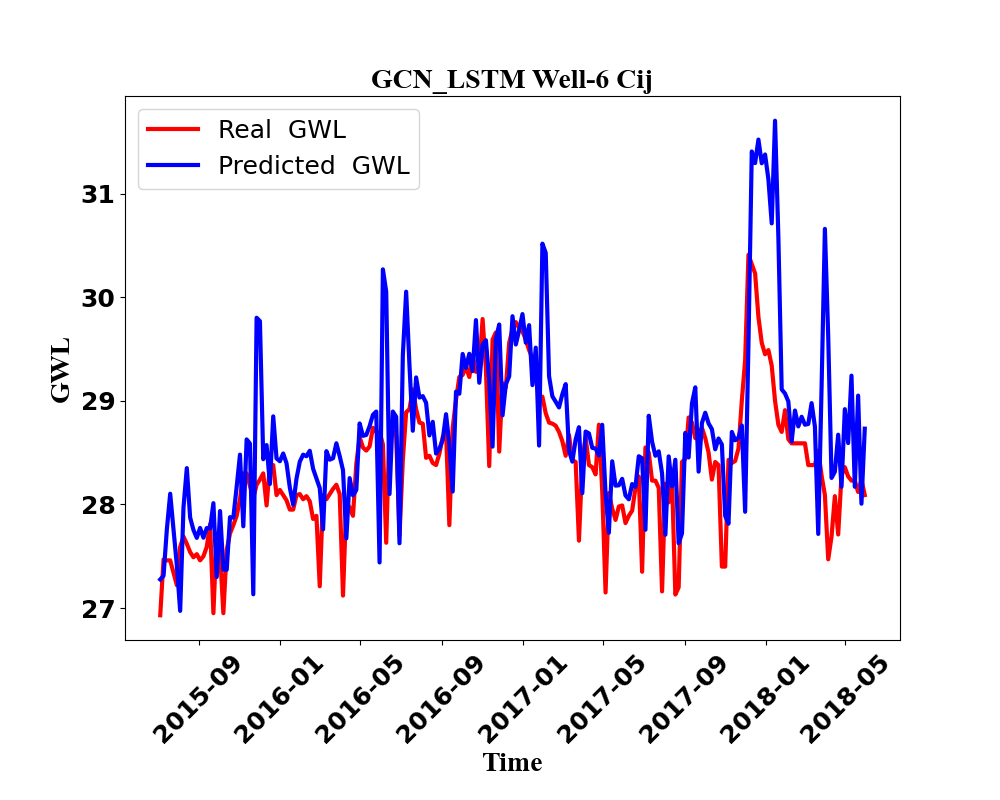 GCN_LSTM Well-6 Cij
Real GWL
Predicted GWL
31
30
29
28
27
GWL
2015-09
2016-01
2016-05
2016-09
2017-01
2017-05
2017-09
2018-01
2018-05
Time